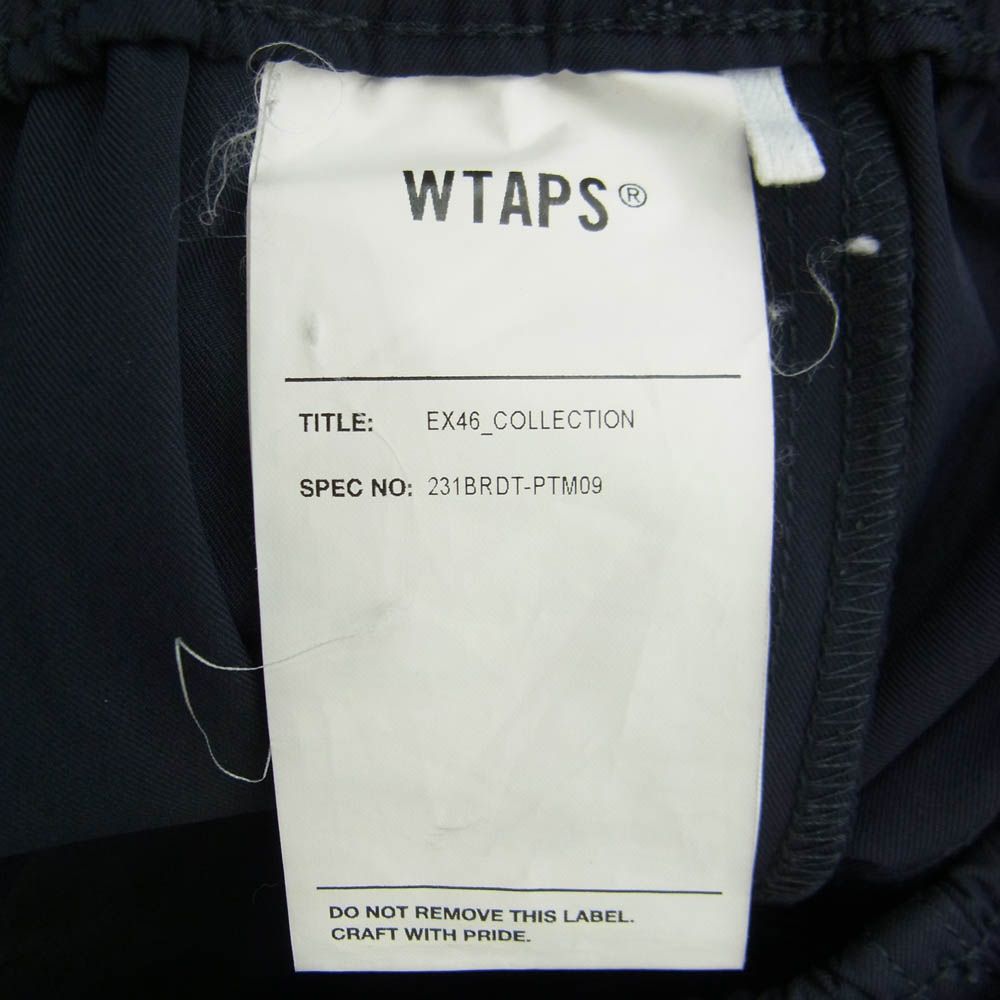 WTAPS®
TITLE: EX46_COLLECTION
SPEC NO: 231BRDT-PTM09
DO NOT REMOVE THIS LABEL.
CRAFT WITH PRIDE.